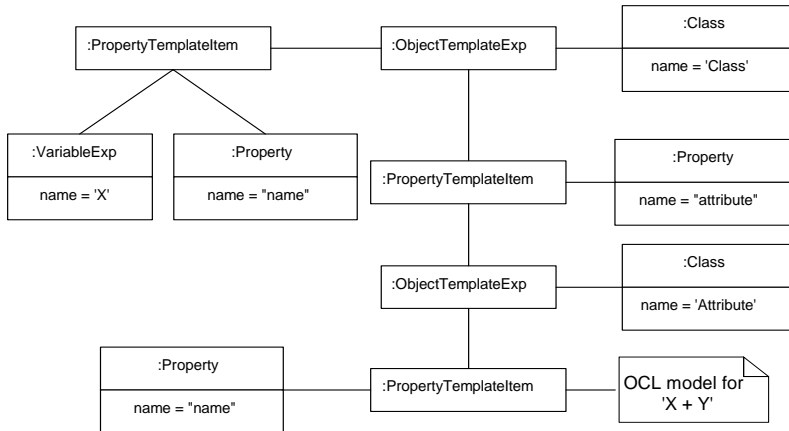 :PropertyTemplateItem
:ObjectTemplateExp
:Class
name = 'Class'
:VariableExp
name = 'X'
:Property
name = "name"
:PropertyTemplateItem
:Property
name = "attribute"
:ObjectTemplateExp
:Class
name = 'Attribute'
:Property
name = "name"
:PropertyTemplateItem
OCL model for
'X + Y'